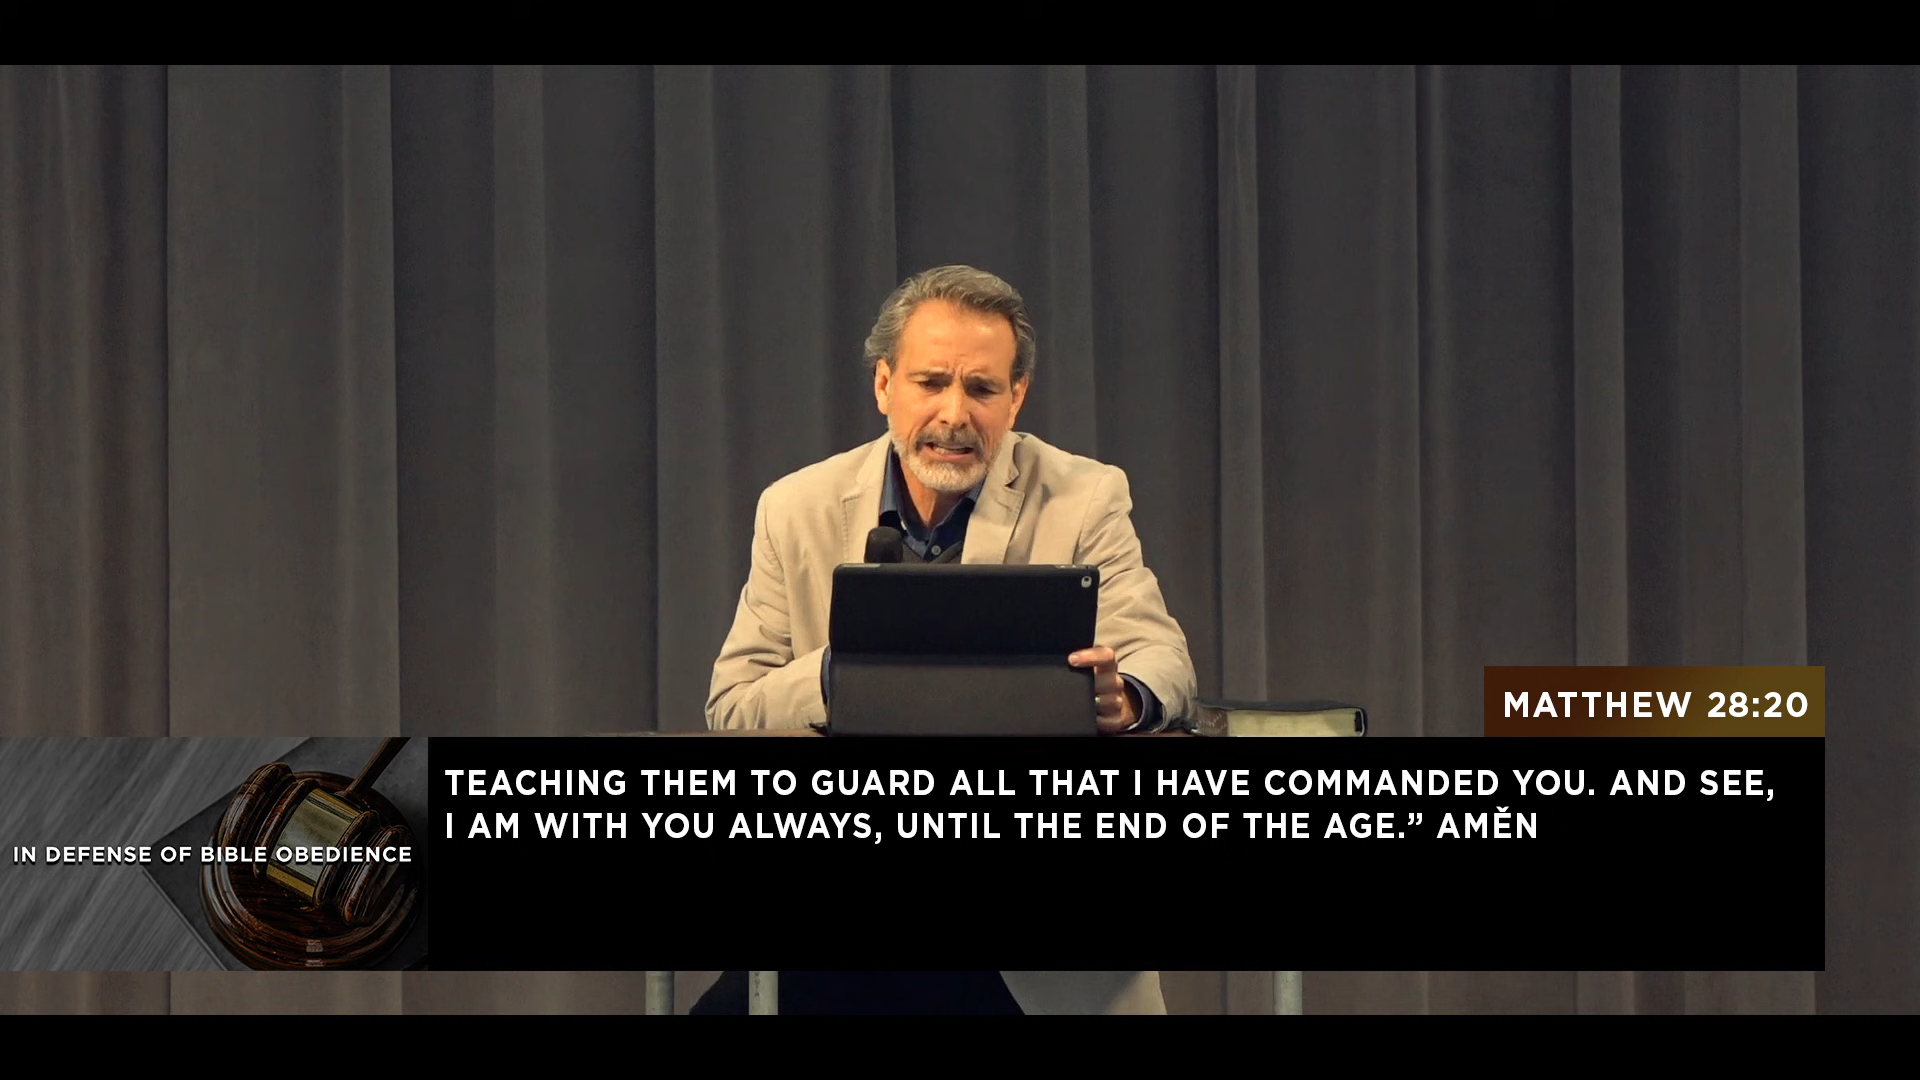 MATTHEW 28:20
TEACHING THEM TO GUARD ALL THAT I HAVE COMMANDED YOU. AND SEE,
I AM WITH YOU ALWAYS, UNTIL THE END OF THE AGE.” AMĚN
IN DEFENSE OF BIBLE OBEDIENCE